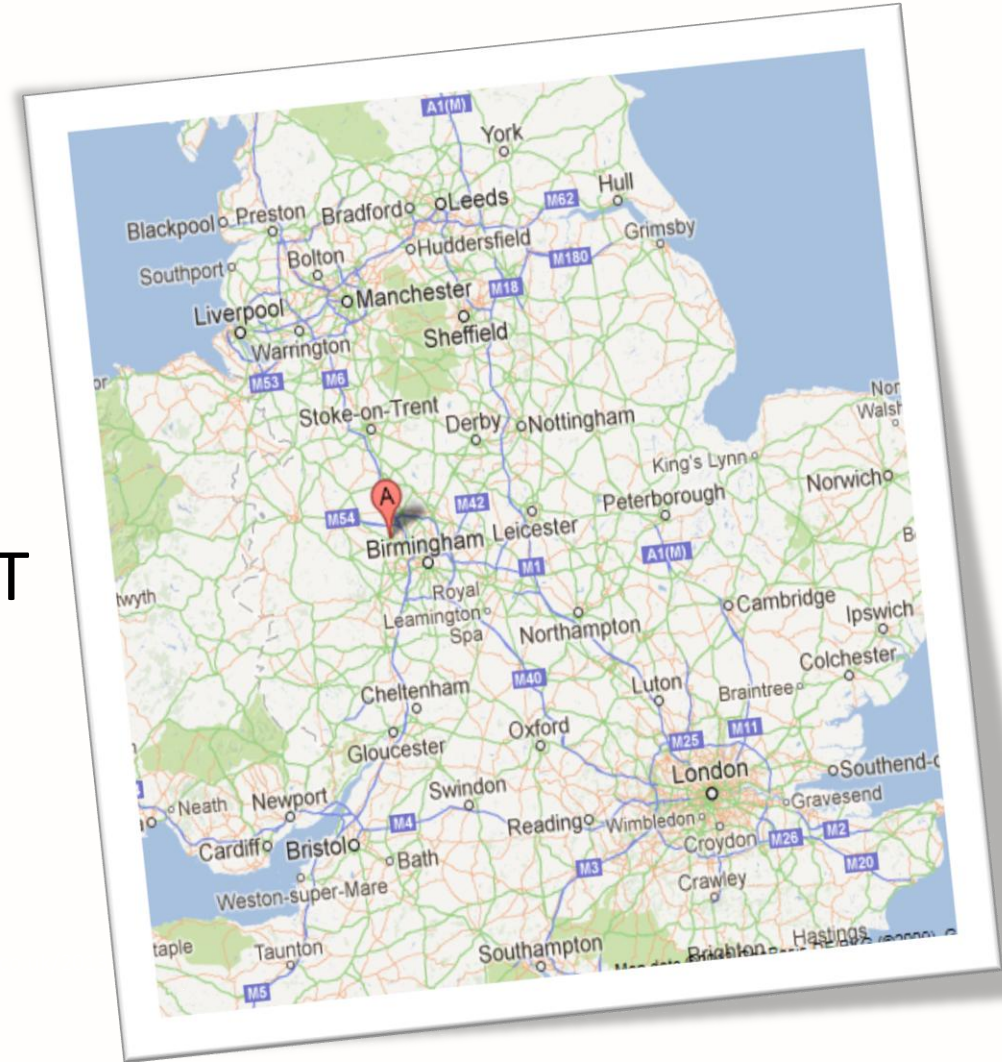 A1(M)
York
Hull
M62
Leeds
Bradford
Preston
Blackpool
Grimsby
Huddersfield
M180
Bolton
Southport
M18
Manchester
Liverpool
Sheffield
Warrington
M53
M6
Stoke-on-Trent
Derby
Nottingham
King's Lynn
Norwich
Peterborough
A
M42
M54
Leicester
Birmingham
A1(M)
M1
T
twyth
Royal
Leamington
Spa
Cambridge
Ipswich
Northampton
Colchester
M40
Luton
Braintree
Cheltenham
Oxford
M11
M25
Gloucester
London
Southend-o
Swindon
Gravesend
Neath
Newport
Reading
Wimbledon
M4
Croydon
M26
M2
Cardiff
Bristol
Bath
M3
M20
Weston-super-Mare
Crawley
taple
Taunton
Southampton
Brighton
Hastings
M5